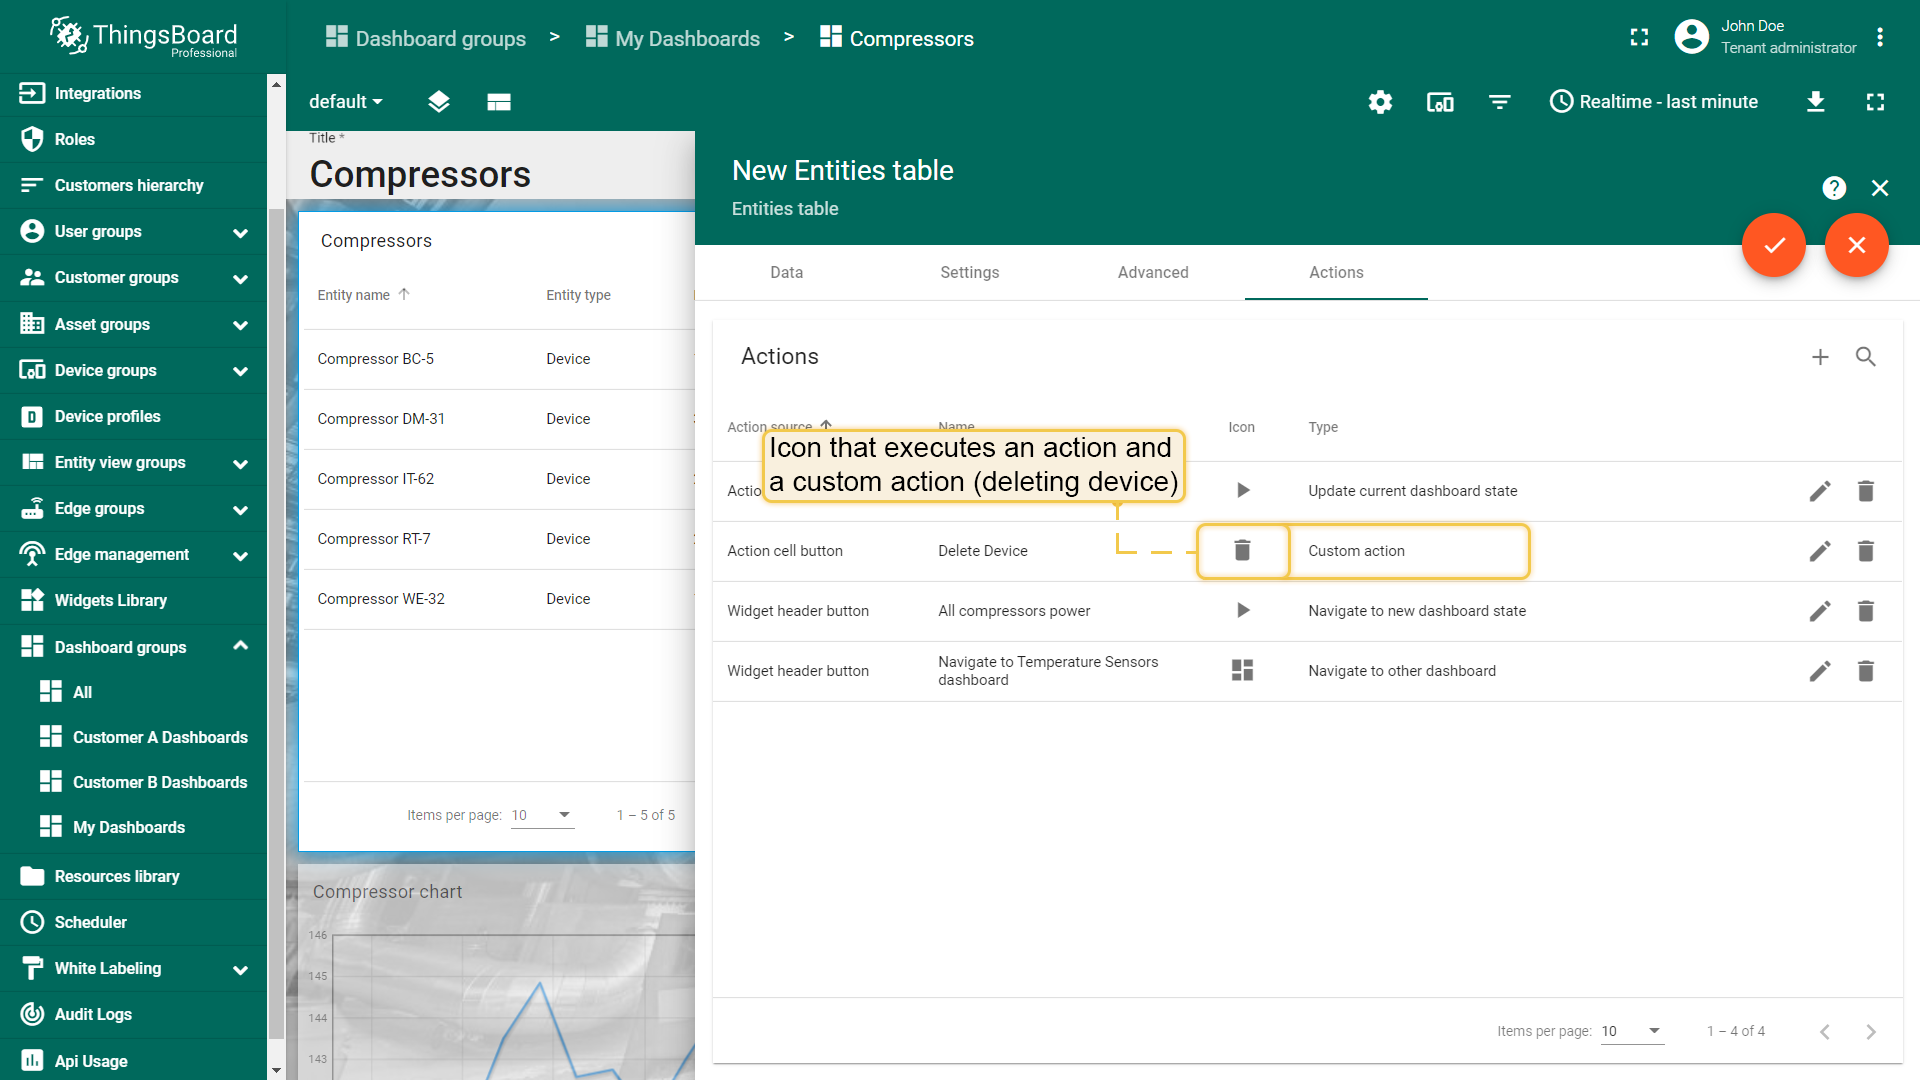 ThingsBoard
Professional
Dashboard groups > My Dashboards > Compressors
John Doe
Tenant administrator
Integrations
Roles
Customers hierarchy
User groups
Customer groups
Asset groups
Device groups
Device profiles
Entity view groups
Edge groups
Edge management
Widgets Library
Dashboard groups
All
Customer A Dashboards
Customer B Dashboards
My Dashboards
Resources library
Scheduler
White Labeling
Audit Logs
Api Usage
default
Realtime - last minute
Title *
Compressors
Compressors
Entity name Entity type
Compressor BC-5 Device
Compressor DM-31 Device
Compressor IT-62 Device
Compressor RT-7 Device
Compressor WE-32 Device
Items per page: 10 1 – 5 of 5
Compressor chart
146
145
144
143
New Entities table
Entities table
Data Settings Advanced Actions
Actions
Action source Name Icon Type
Icon that executes an action and
a custom action (deleting device)
Actio Update current dashboard state
Action cell button Delete Device Custom action
Widget header button All compressors power Navigate to new dashboard state
Widget header button Navigate to Temperature Sensors
dashboard Navigate to other dashboard
Items per page: 10 1 – 4 of 4